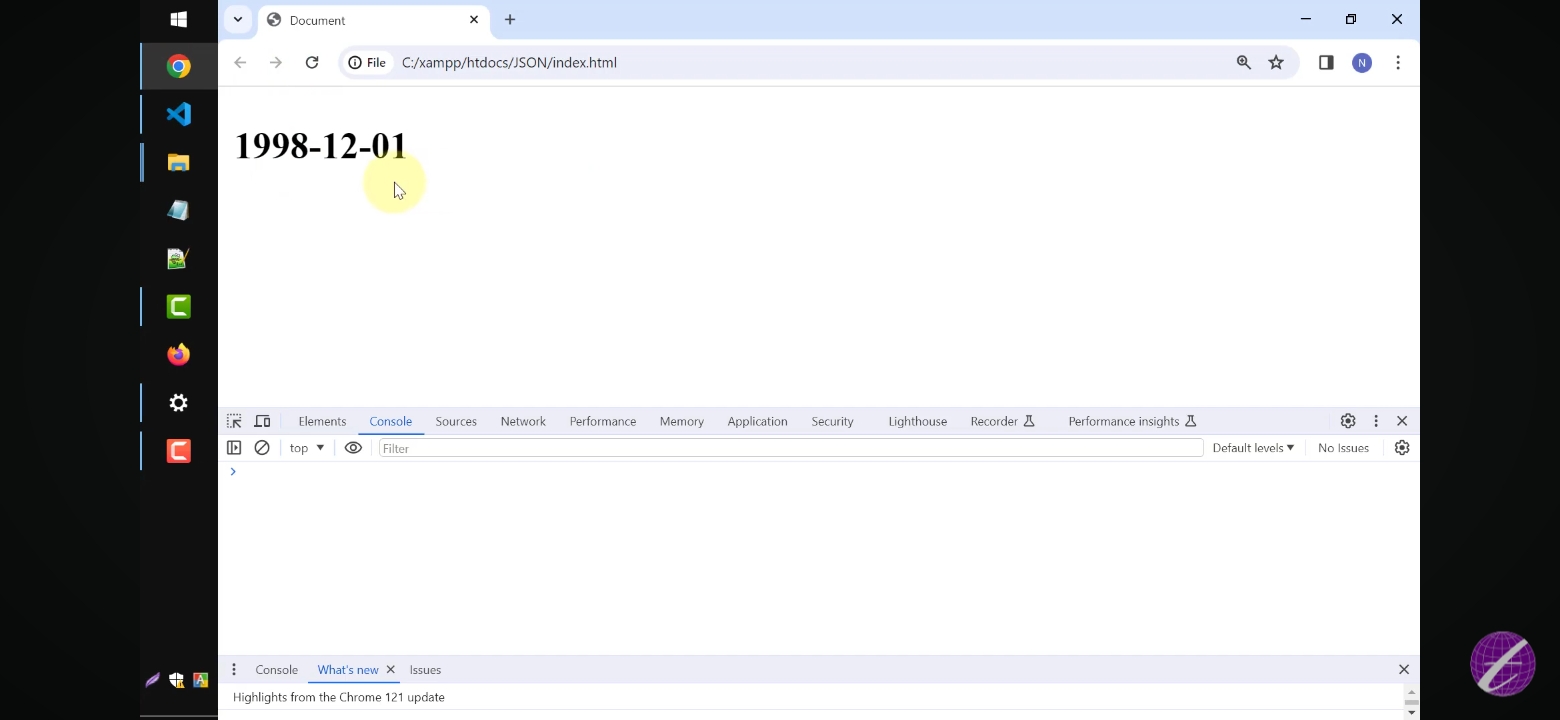 Document
File C:/xampp/htdocs/JSON/index.html N
1998-12-01
Elements Console Sources Network Performance Memory Application Security Lighthouse Recorder Performance insights
top Filter Default levels No Issues
Console What's new Issues
Highlights from the Chrome 121 update